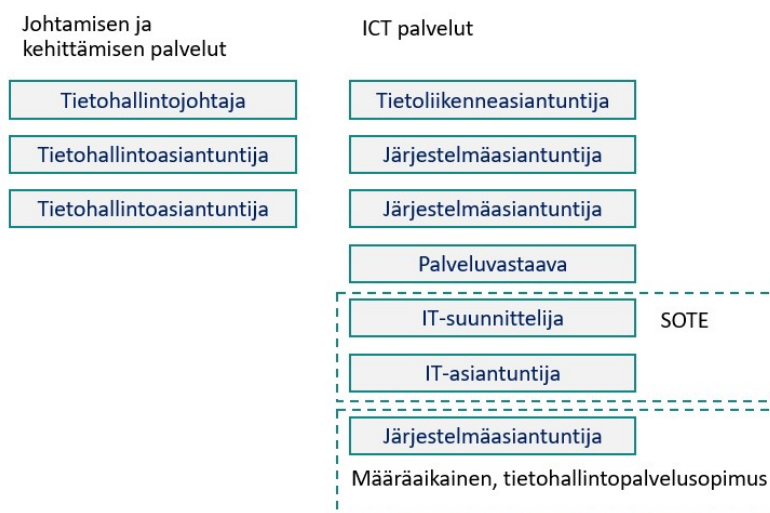 Johtamisen ja
kehittämisen palvelut
Tietohallintojohtaja
Tietohallintoasiantuntija
Tietohallintoasiantuntija
ICT palvelut
Tietoliikenneasiantuntija
Järjestelmäasiantuntija
Järjestelmäasiantuntija
Palveluvastaava
IT-suunnittelija
SOTE
IT-asiantuntija
Järjestelmäasiantuntija
Määräaikainen, tietohallintopalvelusopimus